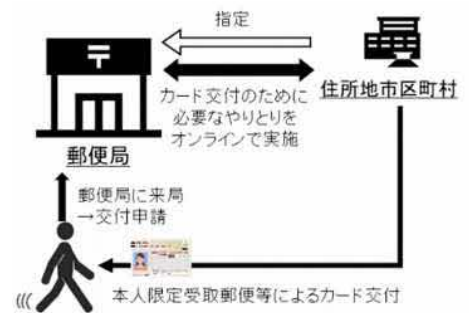 指定
カード交付のために
必要なやりとりを
オンラインで実施
住所地市区町村
郵便局
郵便局に来局
→交付申請
本人限定受取郵便等によるカード交付